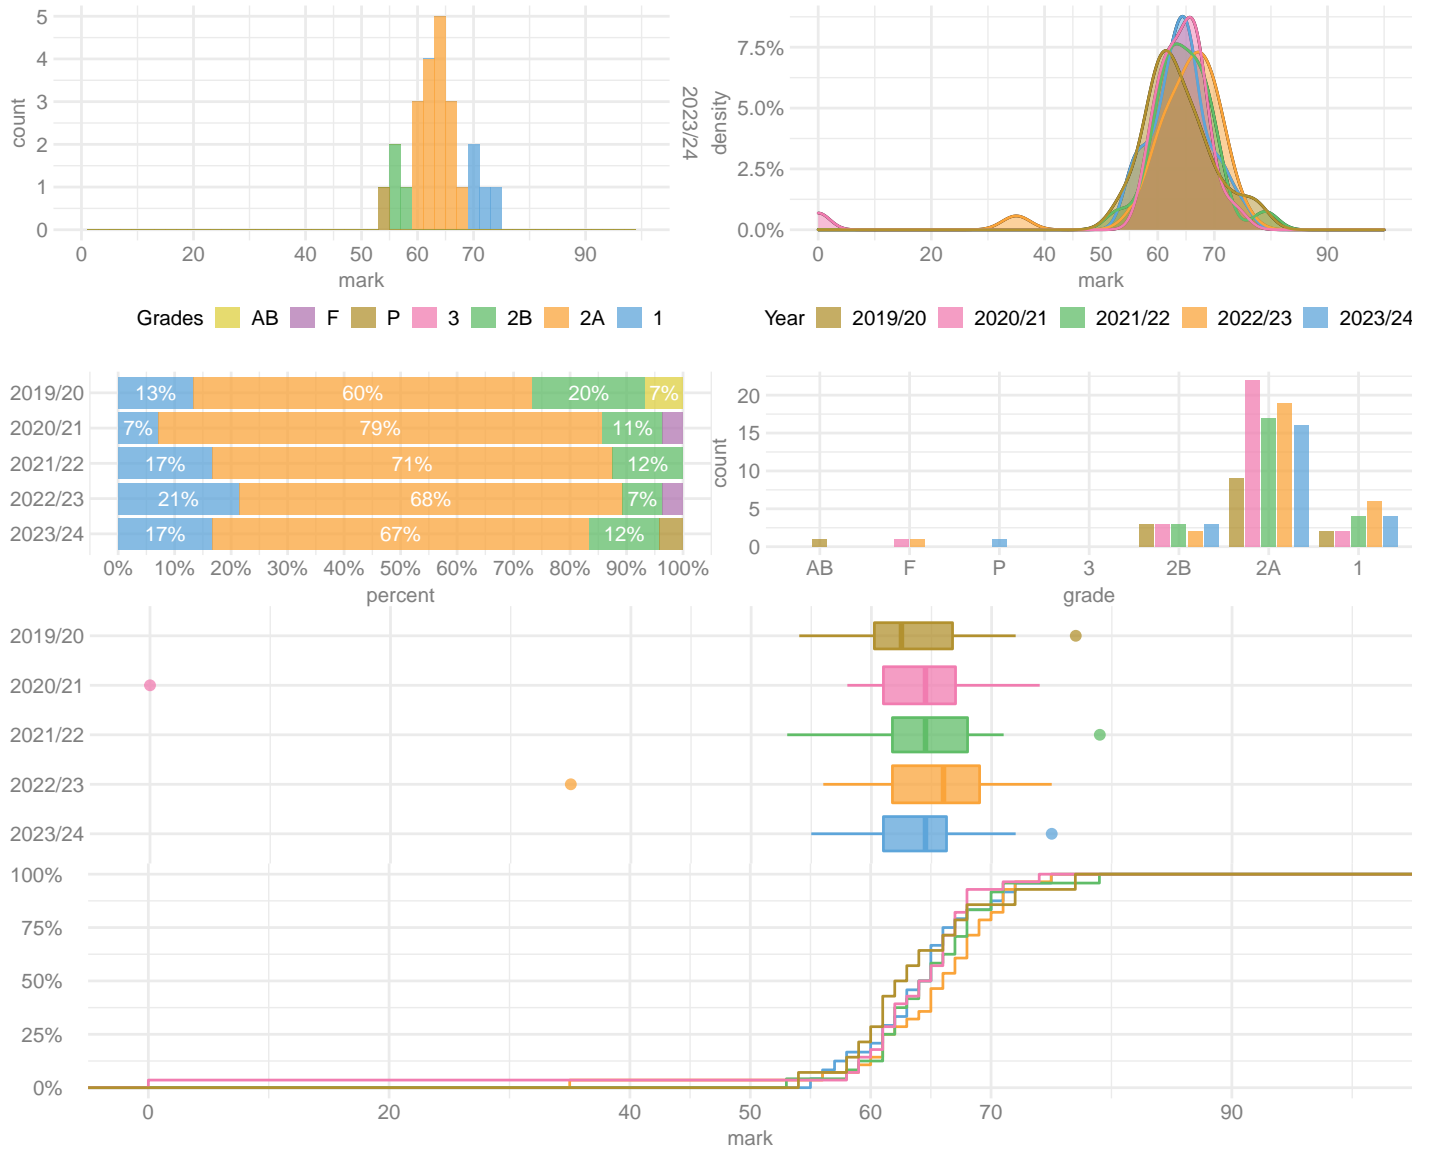 5
4
3
2
1
0
count
0 20 40 50 60 70 90
mark
2023/24
7.5%
5.0%
2.5%
0.0%
density
0 20 40 50 60 70 90
mark
Grades AB F P 3 2B 2A 1
Year 2019/20 2020/21 2021/22 2022/23 2023/24
2019/20 13% 60% 20% 7%
2020/21 7% 79% 11%
2021/22 17% 71% 12%
2022/23 21% 68% 7%
2023/24 17% 67% 12%
0% 10% 20% 30% 40% 50% 60% 70% 80% 90% 100%
percent
20
15
10
5
0
count
AB F P 3 2B 2A 1
grade
2019/20
2020/21
2021/22
2022/23
2023/24
100%
75%
50%
25%
0%
0 20 40 50 60 70 90
mark